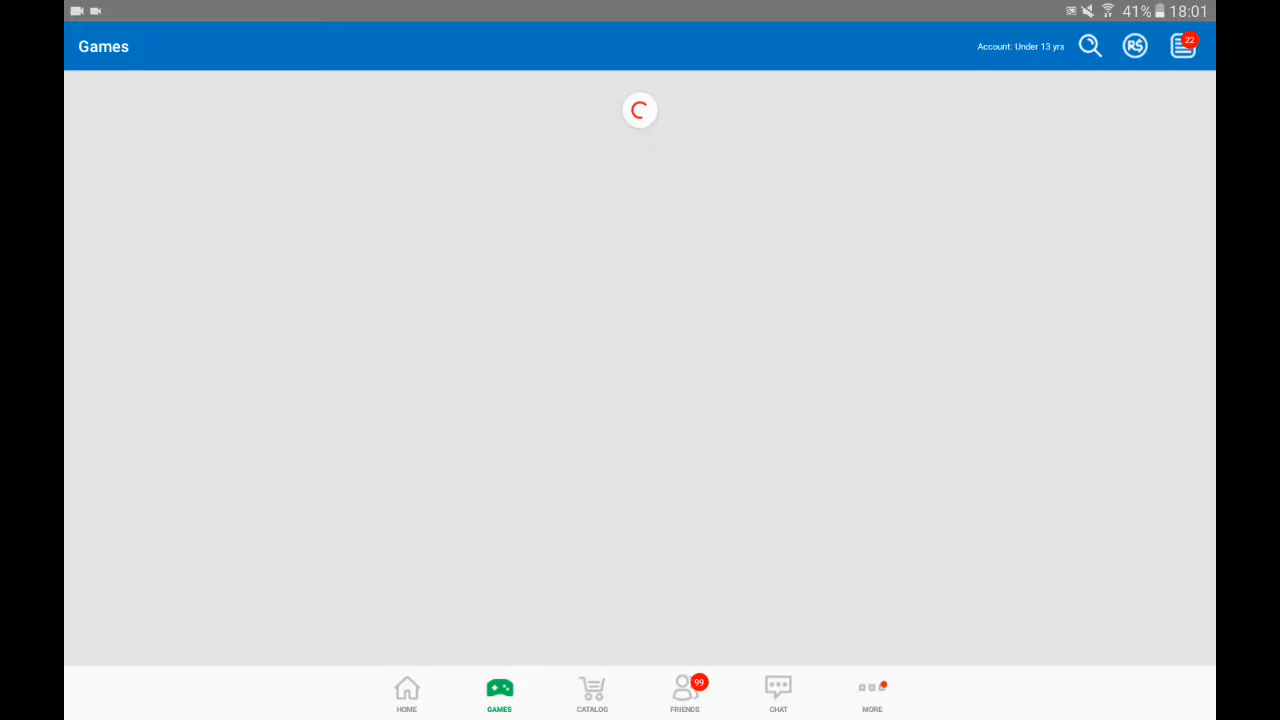 41% 18:01
Games
Account: Under 13 yrs
R$
22
99
HOME
GAMES
CATALOG
FRIENDS
CHAT
MORE